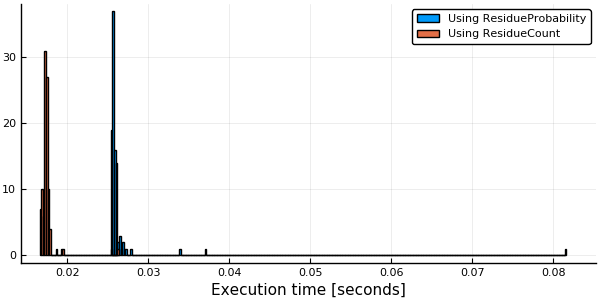 Using ResidueProbability
Using ResidueCount
30
20
10
0
0.02 0.03 0.04 0.05 0.06 0.07 0.08
Execution time [seconds]